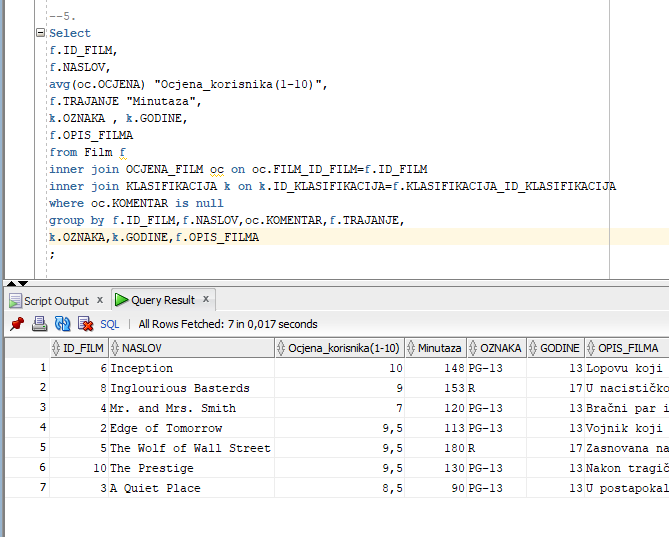 --5.
Select
f.ID_FILM,
f.NASLOV,
avg(oc.OCJENA) "Ocjena_korisnika(1-10)",
f.TRAJANJE "Minutaza",
k.OZNAKA , k.GODINE,
f.OPIS_FILMA
from Film f
inner join OCJENA_FILM oc on oc.FILM_ID_FILM=f.ID_FILM
inner join KLASIFIKACIJA k on k.ID_KLASIFIKACIJA=f.KLASIFIKACIJA_ID_KLASIFIKACIJA
where oc.KOMENTAR is null
group by f.ID_FILM,f.NASLOV,oc.KOMENTAR,f.TRAJANJE,
k.OZNAKA,k.GODINE,f.OPIS_FILMA
;
Script Output x Query Result x
SQL | All Rows Fetched: 7 in 0,017 seconds
ID_FILM NASLOV Ocjena_korisnika(1-10) Minutaza OZNAKA GODINE OPIS_FILMA
1 6 Inception 10 148 PG-13 13 Lopovu koji
2 8 Inglourious Basterds 9 153 R 17 U nacističko
3 4 Mr. and Mrs. Smith 7 120 PG-13 13 Bračni par i
4 2 Edge of Tomorrow 9,5 113 PG-13 13 Vojnik koji
5 5 The Wolf of Wall Street 9,5 180 R 17 Zasnovana na
6 10 The Prestige 9,5 130 PG-13 13 Nakon tragič
7 3 A Quiet Place 8,5 90 PG-13 13 U postapokal